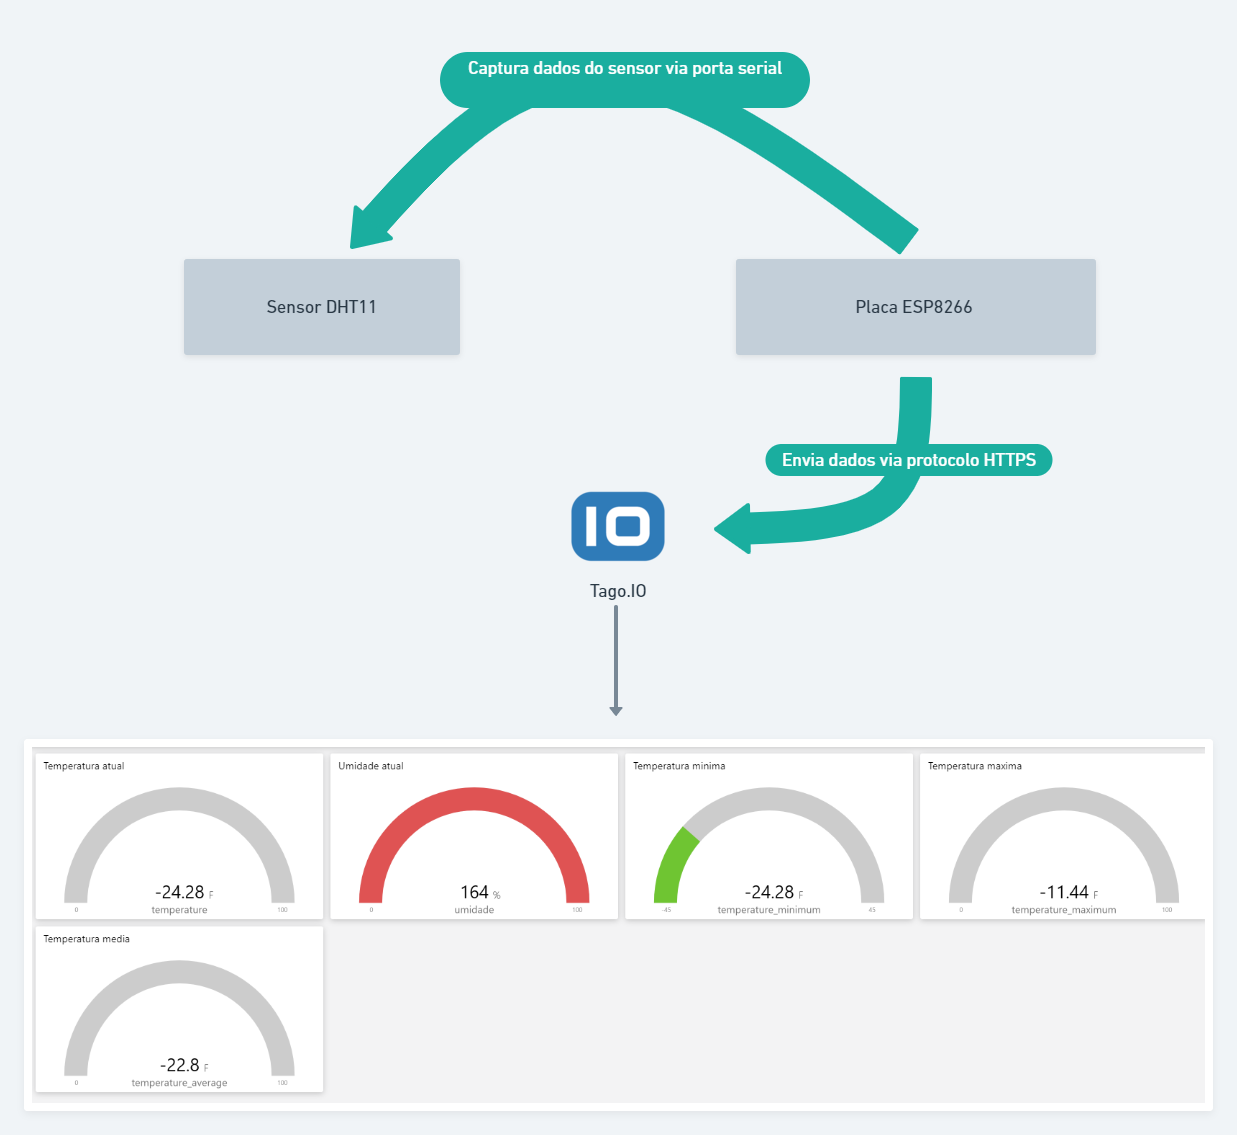 Captura dados do sensor via porta serial
Sensor DHT11
Placa ESP8266
Envia dados via protocolo HTTPS
IO
Tago.IO
Temperatura atual
-24.28 F
0
temperature
100
Umidade atual
164 %
0
umidade
100
Temperatura minima
-24.28 F
-45
temperature_minimum
45
Temperatura maxima
-11.44 F
0
temperature_maximum
100
Temperatura media
-22.8 F
0
temperature_average
100